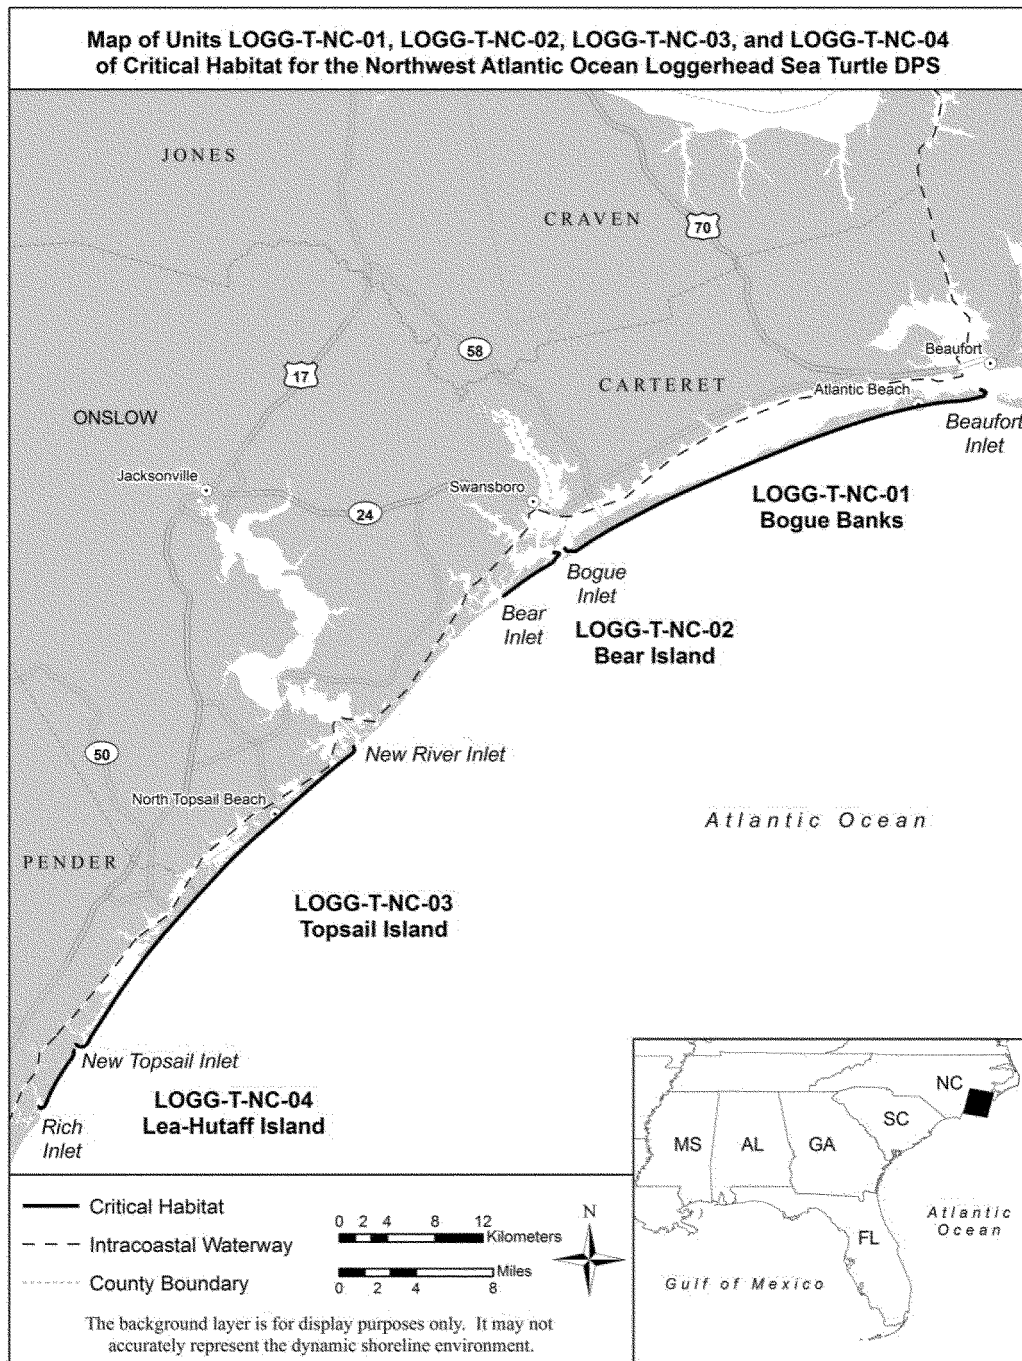 Map of Units LOGG-T-NC-01, LOGG-T-NC-02, LOGG-T-NC-03, and LOGG-T-NC-04
of Critical Habitat for the Northwest Atlantic Ocean Loggerhead Sea Turtle DPS
JONES
CRAVEN
70
58
17
Beaufort
CARTERET
Atlantic Beach
ONSLOW
Beaufort
Inlet
Jacksonville
Swansboro
24
LOGG-T-NC-01
Bogue Banks
Bogue
Inlet
Bear
Inlet
LOGG-T-NC-02
Bear Island
50
New River Inlet
North Topsail Beach
Atlantic Ocean
PENDER
LOGG-T-NC-03
Topsail Island
New Topsail Inlet
LOGG-T-NC-04
Lea-Hutaff Island
Rich
Inlet
NC
SC
MS
AL
GA
FL
Atlantic
Ocean
Gulf of Mexico
Critical Habitat
Intracoastal Waterway
County Boundary
0 2 4 8 12
Kilometers
Miles
0 2 4 8
N
The background layer is for display purposes only. It may not
accurately represent the dynamic shoreline environment.